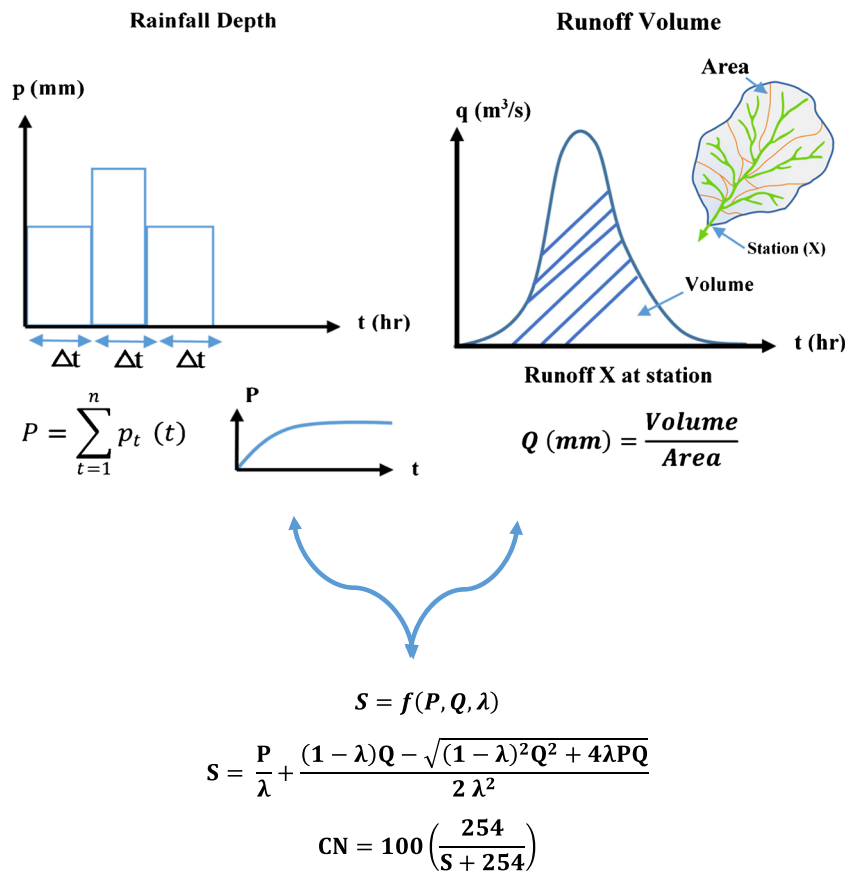 Rainfall Depth
p (mm)
t (hr)
Δt Δt Δt
P = ∑_{t=1}^{n} p_t (t)
P
t
Runoff Volume
q (m³/s)
Area
Station (X)
Volume
t (hr)
Runoff X at station
Q (mm) = Volume / Area
S = f(P, Q, λ)
S = P/λ + ((1 − λ)Q − √((1 − λ)²Q² + 4λPQ)) / (2 λ²)
CN = 100 (254 / (S + 254))